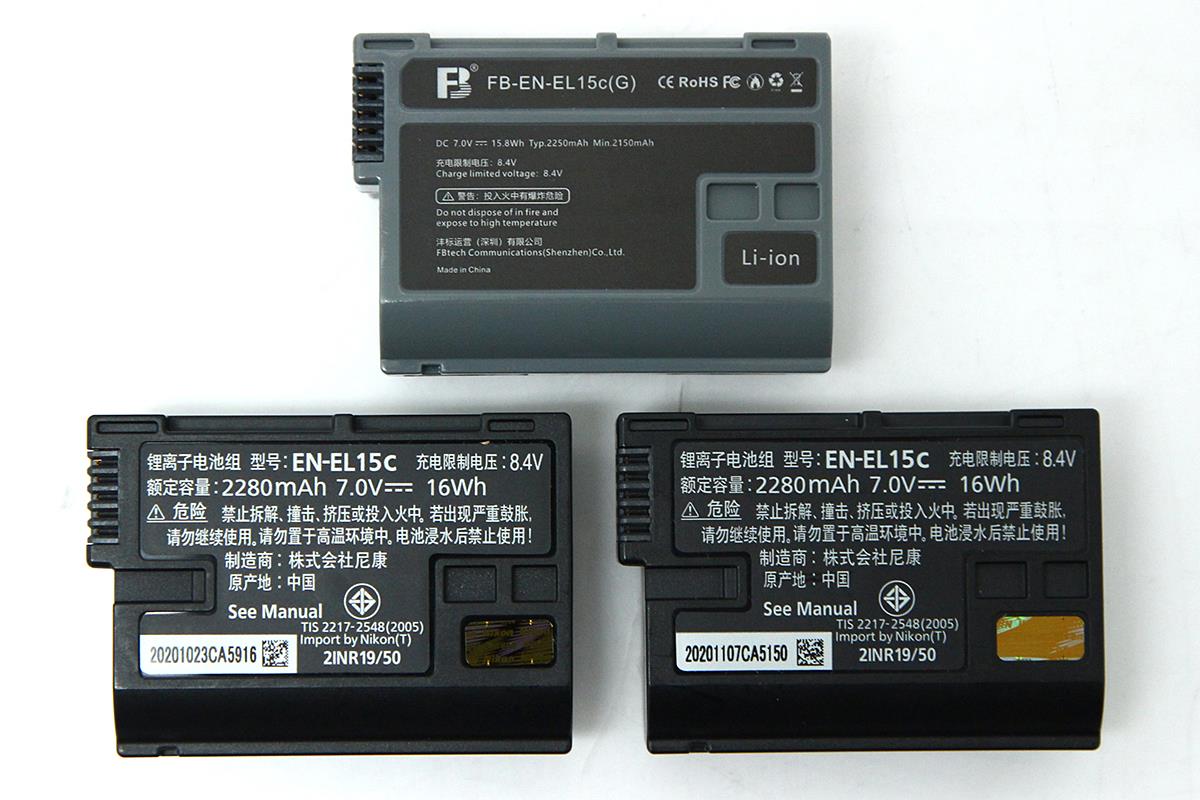 FB® FB-EN-EL15c(G) CE RoHS FC
DC 7.0V⎓ 15.8Wh Typ.2250mAh Min.2150mAh
充电限制电压：8.4V
Charge limited voltage: 8.4V
⚠警告：投入火中有爆炸危险
Do not dispose of in fire and
expose to high temperature
沣标运营（深圳）有限公司
FBtech Communications(Shenzhen)Co.,Ltd.
Made in China
Li-ion
锂离子电池组 型号：EN-EL15c 充电限制电压：8.4V
额定容量：2280mAh 7.0V⎓ 16Wh
⚠ 危险 禁止拆解、撞击、挤压或投入火中。若出现严重鼓胀，
请勿继续使用。请勿置于高温环境中。电池浸水后禁止使用！
制造商：株式会社尼康
原产地：中国
See Manual
TIS 2217-2548(2005)
Import by Nikon(T)
20201023CA5916
2INR19/50
Nikon
锂离子电池组 型号：EN-EL15c 充电限制电压：8.4V
额定容量：2280mAh 7.0V⎓ 16Wh
⚠ 危险 禁止拆解、撞击、挤压或投入火中。若出现严重鼓胀，
请勿继续使用。请勿置于高温环境中。电池浸水后禁止使用！
制造商：株式会社尼康
原产地：中国
See Manual
TIS 2217-2548(2005)
Import by Nikon(T)
20201107CA5150
2INR19/50